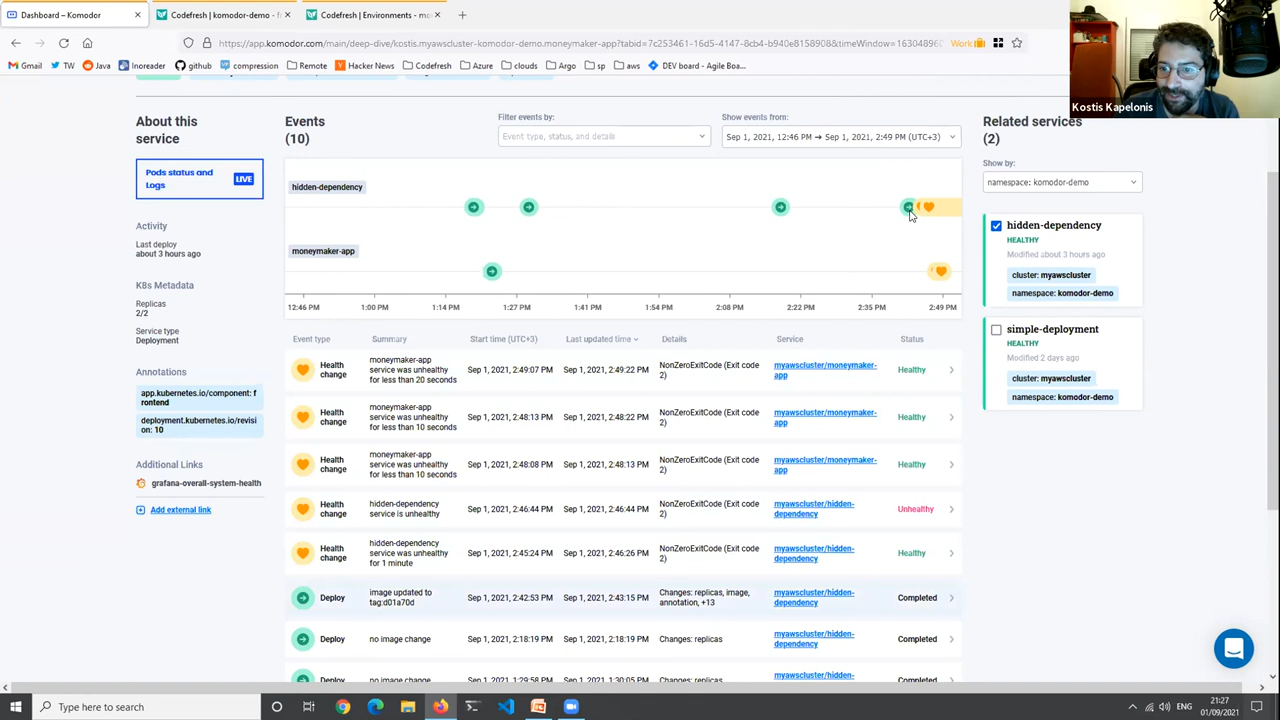 Dashboard – Komodor
Codefresh | komodor-demo - f
Codefresh | Environments - mo
Gmail
TW
Java
Inoreader
github
compression
Remote
Hacker News
Codefresh
Azure
clouds
Argo
sp
aws
DEV board - Agile Boa...
Kostis Kapelonis
About this
service
Pods status and
Logs
LIVE
Activity
Last deploy
about 3 hours ago
K8s Metadata
Replicas
2/2
Service type
Deployment
Annotations
app.kubernetes.io/component: f
rontend
deployment.kubernetes.io/revisi
on: 10
Additional Links
grafana-overall-system-health
Add external link
Events
(10)
Filter events by:
Event type, status, and details
Show events from:
Sep 1, 2021, 12:46 PM → Sep 1, 2021, 2:49 PM (UTC+3)
hidden-dependency
moneymaker-app
12:46 PM 1:00 PM 1:14 PM 1:27 PM 1:41 PM 1:54 PM 2:08 PM 2:22 PM 2:35 PM 2:49 PM
Event type Summary Start time (UTC+3) Last updated time Details Service Status
Health change moneymaker-app service was unhealthy for less than 20 seconds Sep 1, 2021, 2:49:07 PM Sep 1, 2021, 2:49:22 PM NonZeroExitCode (Exit code 2) myawscluster/moneymaker-app Healthy
Health change moneymaker-app service was unhealthy for less than 10 seconds Sep 1, 2021, 2:48:13 PM Sep 1, 2021, 2:48:22 PM NonZeroExitCode (Exit code 2) myawscluster/moneymaker-app Healthy
Health change moneymaker-app service was unhealthy for less than 10 seconds Sep 1, 2021, 2:48:08 PM Sep 1, 2021, 2:48:13 PM NonZeroExitCode (Exit code 2) myawscluster/moneymaker-app Healthy
Health change hidden-dependency service is unhealthy Sep 1, 2021, 2:46:44 PM Sep 1, 2021, 2:46:44 PM NonZeroExitCode (Exit code 2) myawscluster/hidden-dependency Unhealthy
Health change hidden-dependency service was unhealthy for 1 minute Sep 1, 2021, 2:45:24 PM Sep 1, 2021, 2:46:26 PM NonZeroExitCode (Exit code 2) myawscluster/hidden-dependency Healthy
Deploy image updated to tag:d01a70d Sep 1, 2021, 2:42:53 PM Sep 1, 2021, 2:43:15 PM Changes: replicas, image, annotation, +13 myawscluster/hidden-dependency Completed
Deploy no image change Sep 1, 2021, 2:18:19 PM Sep 1, 2021, 2:18:19 PM Changes: replicas myawscluster/hidden-dependency Completed
Deploy no image change Sep 1, 2021, 1:29:58 PM Sep 1, 2021, 1:30:05 PM Changes: replicas myawscluster/hidden- Completed
Related services
(2)
Show by:
namespace: komodor-demo
hidden-dependency
HEALTHY
Modified about 3 hours ago
cluster: myawscluster
namespace: komodor-demo
simple-deployment
HEALTHY
Modified 2 days ago
cluster: myawscluster
namespace: komodor-demo
Type here to search
ENG
21:27
01/09/2021